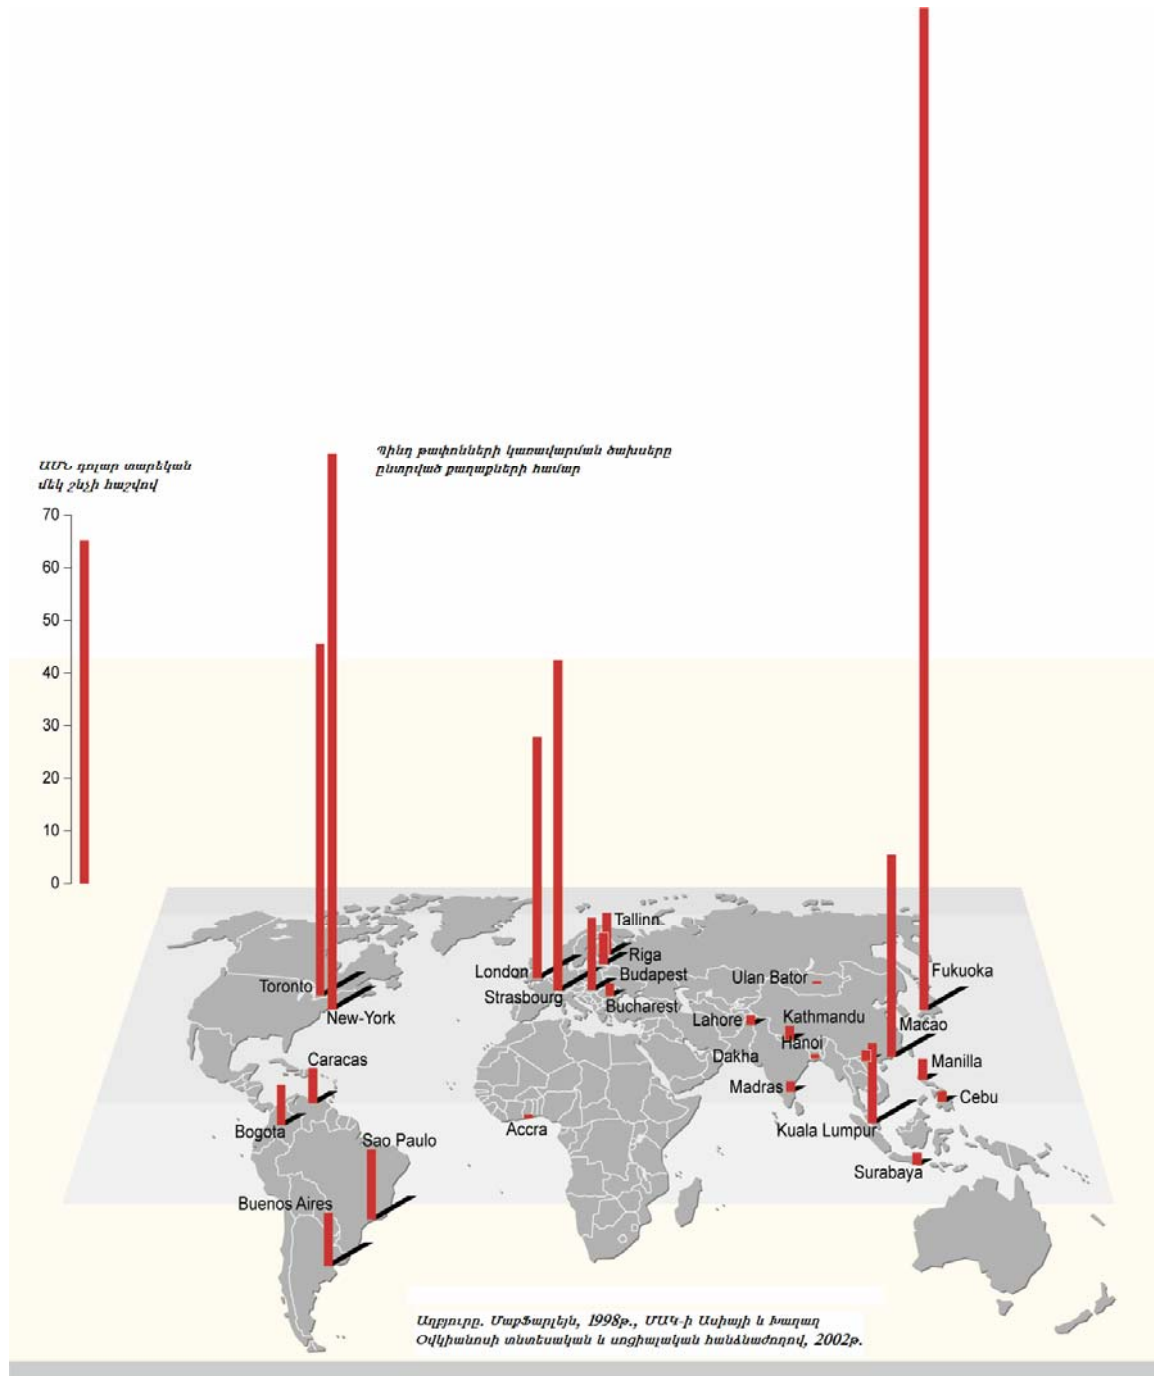 Պինդ թափոնների կառավարման ծախսերը
ընտրված քաղաքների համար
ԱՄՆ դոլար տարեկան
մեկ շնչի հաշվով
70
60
50
40
30
20
10
0
Tallinn
Riga
London
Budapest
Strasbourg
Bucharest
Toronto
New-York
Ulan Bator
Fukuoka
Lahore
Kathmandu
Macao
Hanoi
Dakha
Manilla
Madras
Cebu
Caracas
Bogota
Accra
Kuala Lumpur
Sao Paulo
Surabaya
Buenos Aires
Աղբյուրը. ՄաքՖարլեյն, 1998թ., ՄԱԿ-ի Ասիայի և Խաղաղ
Օվկիանոսի տնտեսական և սոցիալական հանձնաժողով, 2002թ.